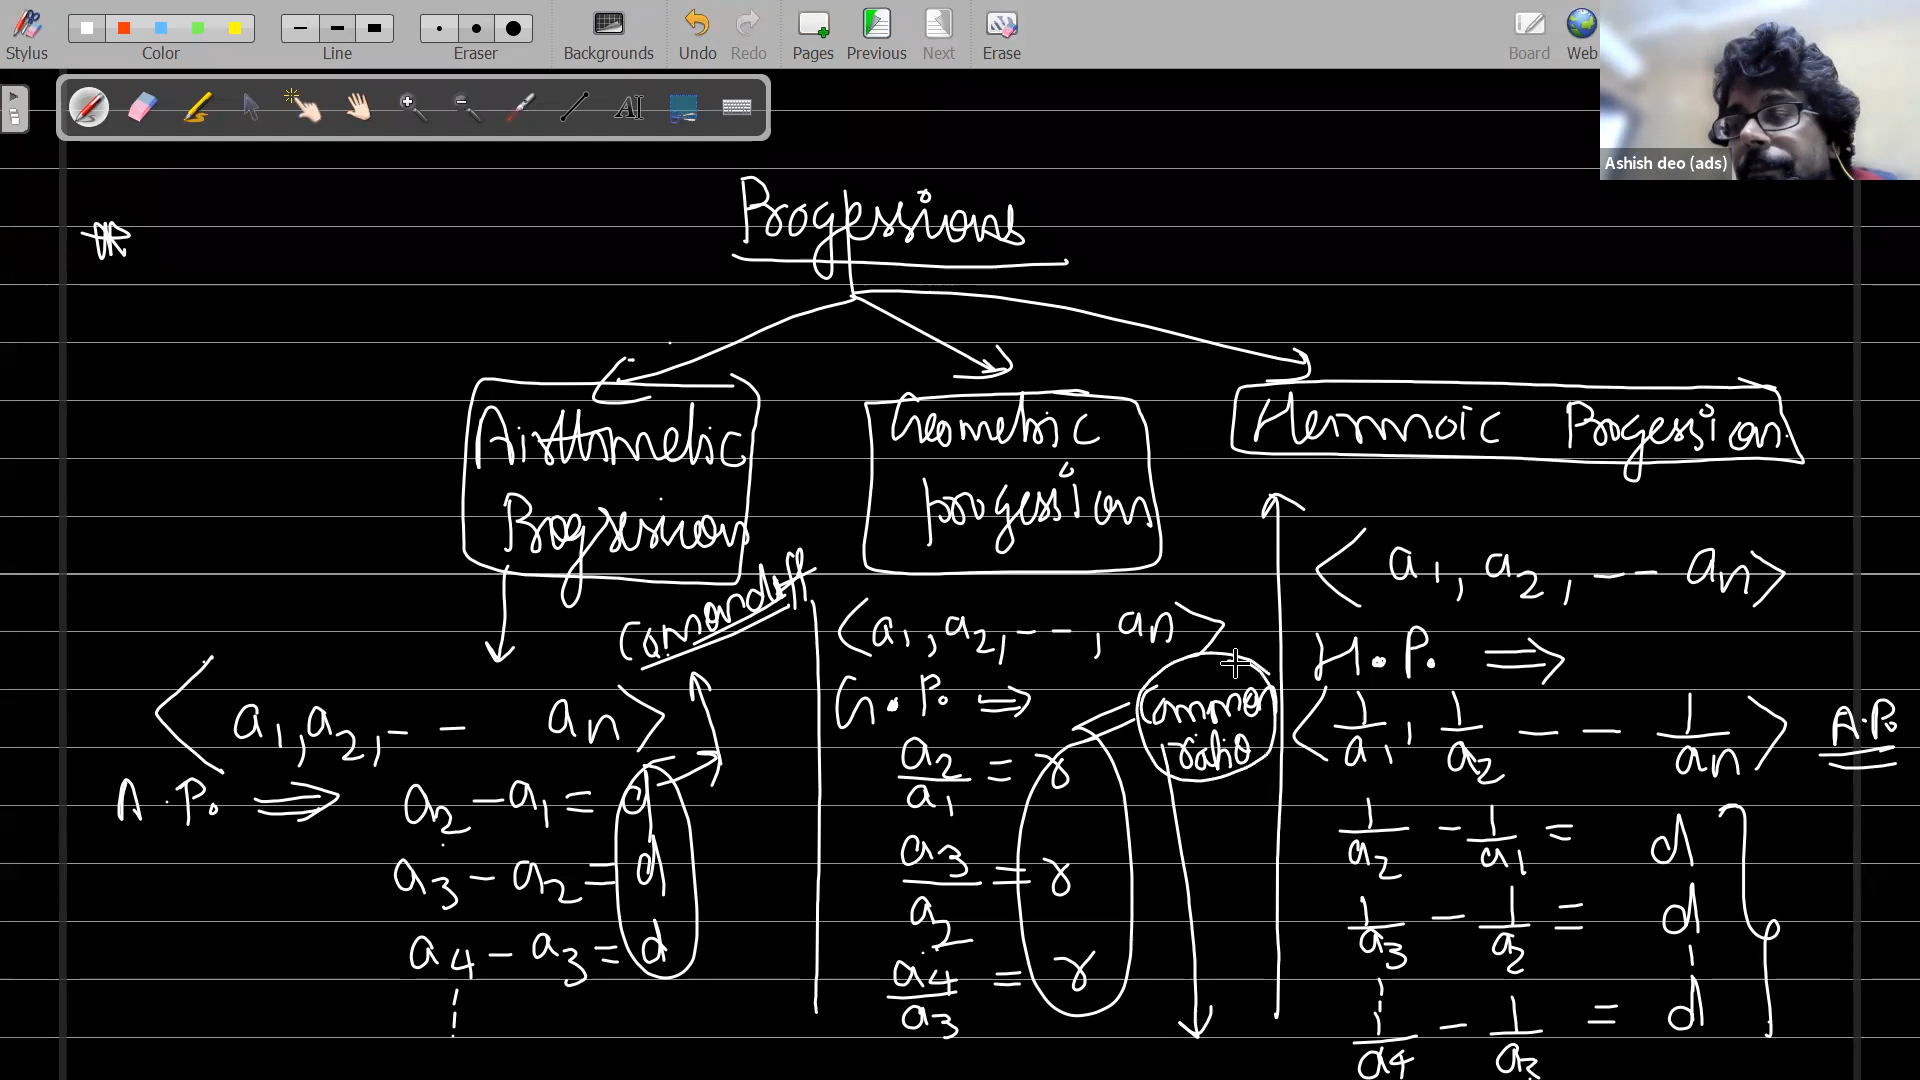 Stylus Color Line Eraser Backgrounds Undo Redo Pages Previous Next Erase Board Web
Ashish deo (ads)
Progessions
Airthmetic Progression
Geometric progession
Hermnoic Progession
Comon diff
<a1, a2, - - an>
A.P. ⇒ a2 - a1 = d
a3 - a2 = d
a4 - a3 = d
<a1, a2, - - -, an>
G.P. ⇒
Common ratio
a2/a1 = r
a3/a2 = r
a4/a3 = r
<a1, a2, - - - an>
H.P. ⇒
<1/a1, 1/a2 - - - 1/an> A.P.
1/a2 - 1/a1 = d
1/a3 - 1/a2 = d
1/a4 - 1/a3 = d